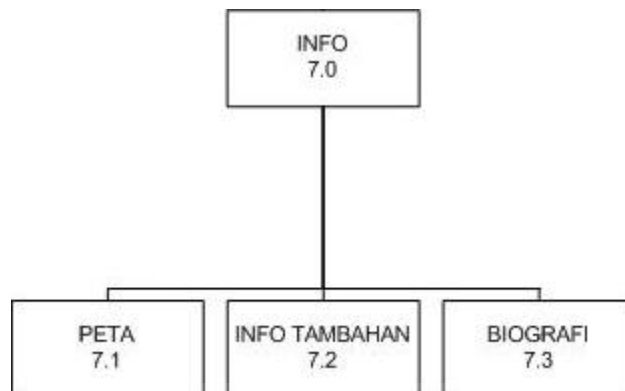 INFO
7.0
PETA
7.1
INFO TAMBAHAN
7.2
BIOGRAFI
7.3